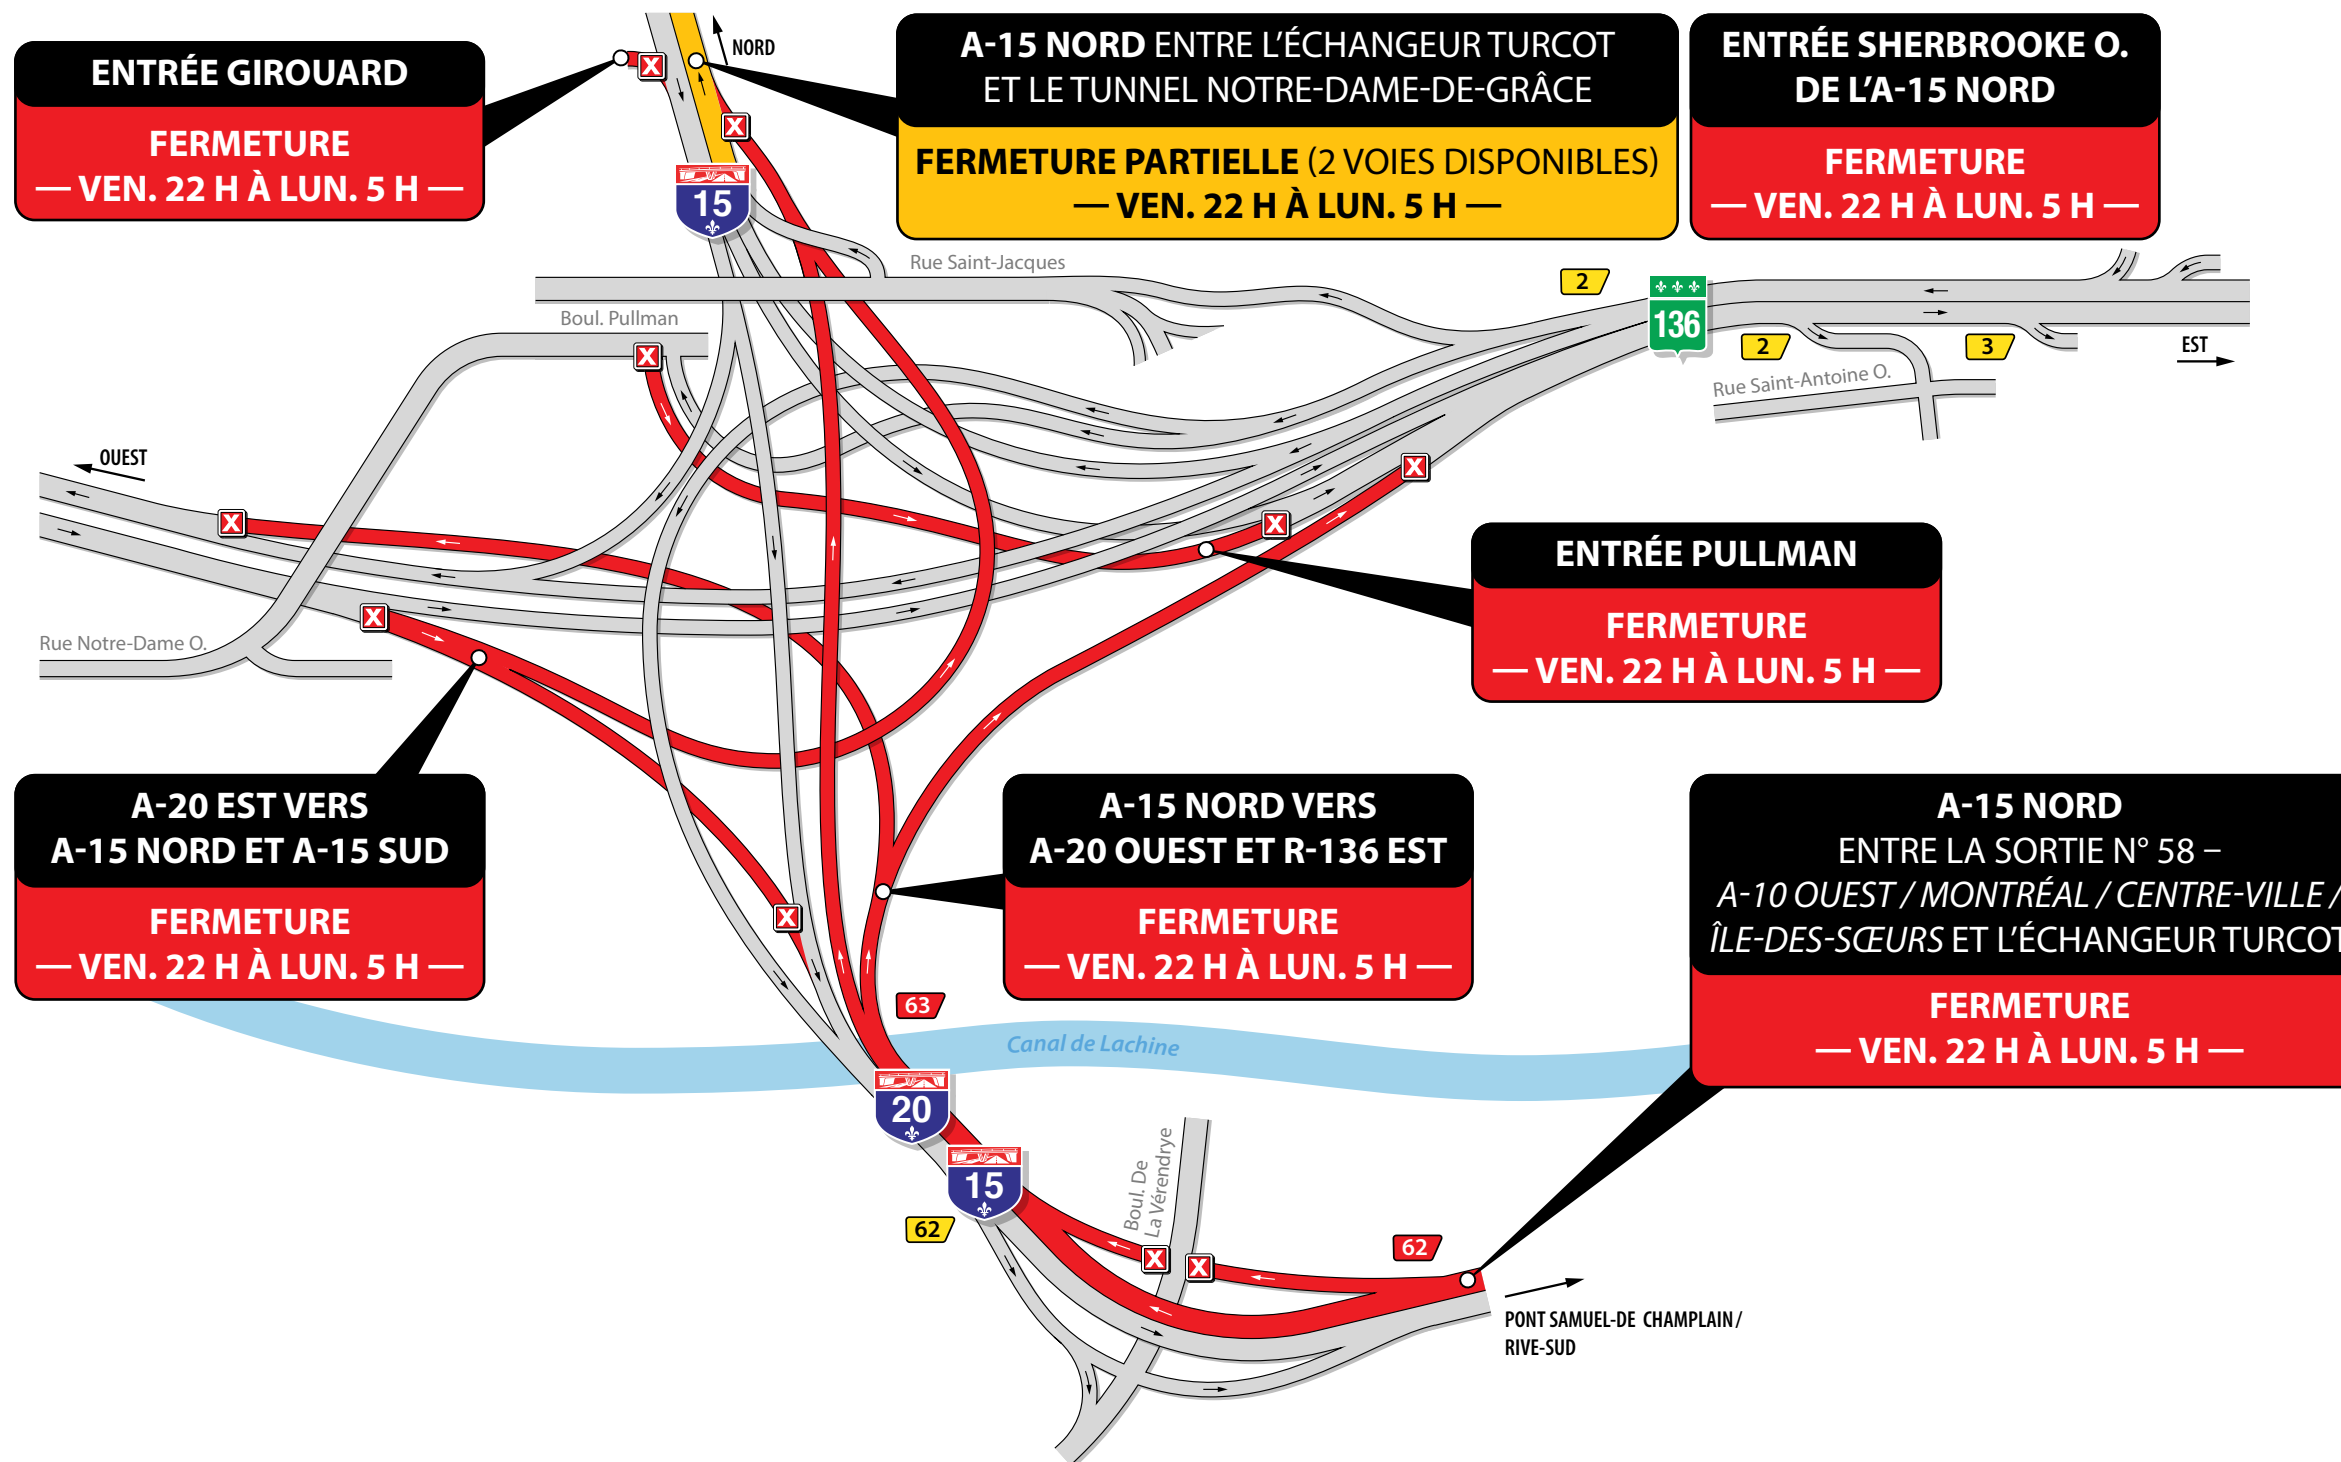 ENTRÉE GIROUARD
FERMETURE
— VEN. 22 H À LUN. 5 H —
NORD
A-15 NORD ENTRE L'ÉCHANGEUR TURCOT
ET LE TUNNEL NOTRE-DAME-DE-GRÂCE
FERMETURE PARTIELLE (2 VOIES DISPONIBLES)
— VEN. 22 H À LUN. 5 H —
ENTRÉE SHERBROOKE O.
DE L'A-15 NORD
FERMETURE
— VEN. 22 H À LUN. 5 H —
X
X
15
Rue Saint-Jacques
2
136
Boul. Pullman
X
2
3
EST
Rue Saint-Antoine O.
OUEST
X
X
X
ENTRÉE PULLMAN
FERMETURE
— VEN. 22 H À LUN. 5 H —
X
Rue Notre-Dame O.
A-20 EST VERS
A-15 NORD ET A-15 SUD
FERMETURE
— VEN. 22 H À LUN. 5 H —
X
A-15 NORD VERS
A-20 OUEST ET R-136 EST
FERMETURE
— VEN. 22 H À LUN. 5 H —
A-15 NORD
ENTRE LA SORTIE N° 58 –
A-10 OUEST / MONTRÉAL / CENTRE-VILLE /
ÎLE-DES-SŒURS ET L'ÉCHANGEUR TURCOT
FERMETURE
— VEN. 22 H À LUN. 5 H —
63
Canal de Lachine
20
15
62
Boul. De
La Vérendrye
X
X
62
PONT SAMUEL-DE CHAMPLAIN/
RIVE-SUD